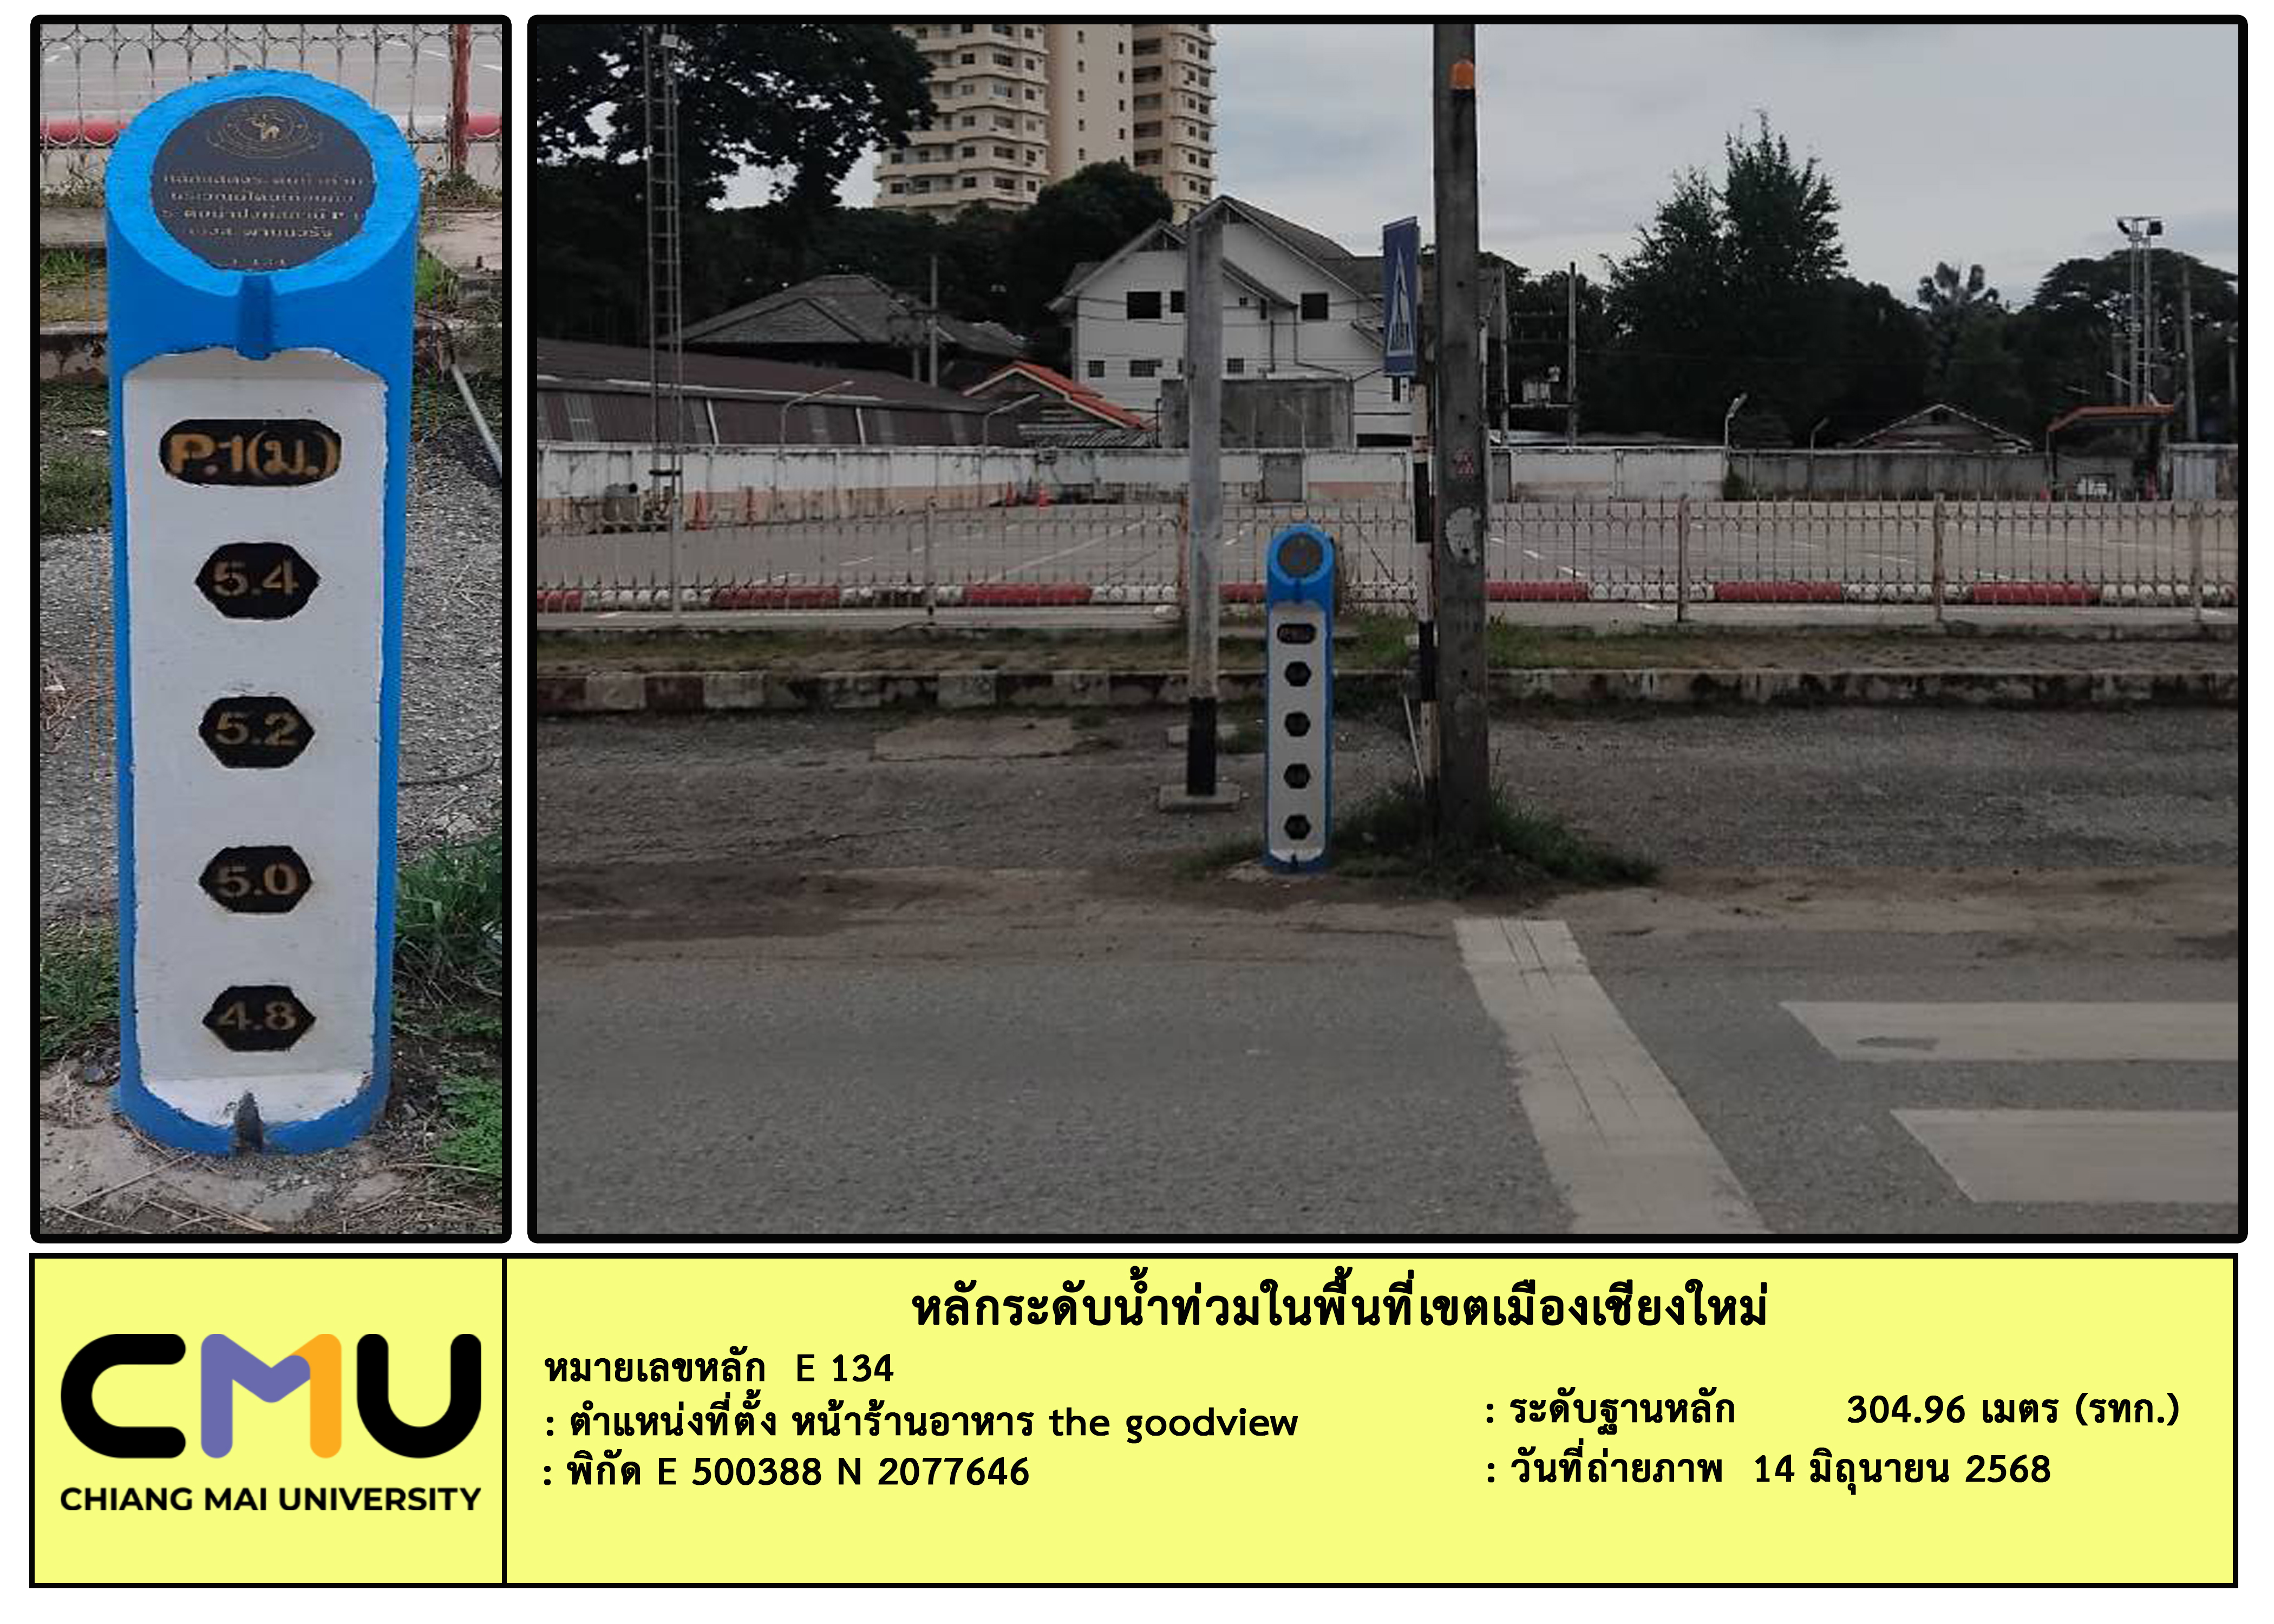 P.1(ม.)
5.4
5.2
5.0
4.8
CMU
CHIANG MAI UNIVERSITY
หลักระดับน้ำท่วมในพื้นที่เขตเมืองเชียงใหม่
หมายเลขหลัก E 134
: ตำแหน่งที่ตั้ง หน้าร้านอาหาร the goodview
: พิกัด E 500388 N 2077646
: ระดับฐานหลัก 304.96 เมตร (รทก.)
: วันที่ถ่ายภาพ 14 มิถุนายน 2568